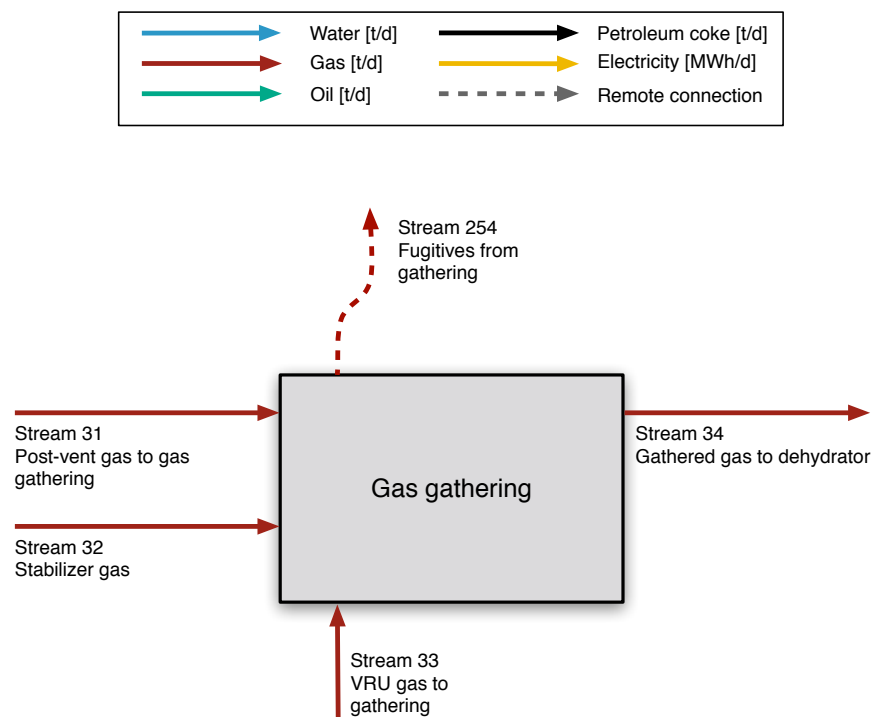 Water [t/d]
Petroleum coke [t/d]
Gas [t/d]
Electricity [MWh/d]
Oil [t/d]
Remote connection
Stream 254
Fugitives from
gathering
Stream 31
Post-vent gas to gas
gathering
Gas gathering
Stream 34
Gathered gas to dehydrator
Stream 32
Stabilizer gas
Stream 33
VRU gas to
gathering